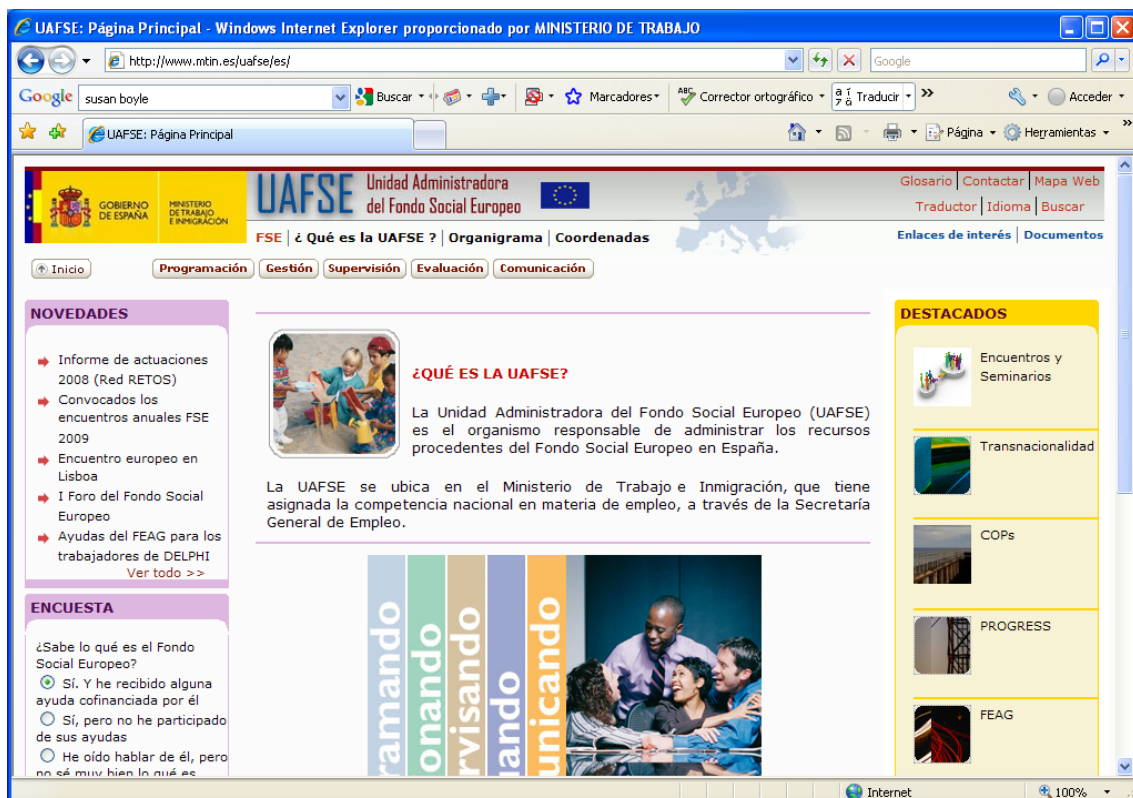 UAFSE: Página Principal - Windows Internet Explorer proporcionado por MINISTERIO DE TRABAJO
http://www.mtin.es/uafse/es/
Google
Google
susan boyle
Buscar
Marcadores
ABC
Corrector ortográfico
Traducir
Acceder
UAFSE: Página Principal
Página
Herramientas
GOBIERNO
DE ESPAÑA
MINISTERIO
DE TRABAJO
E INMIGRACIÓN
UAFSE
Unidad Administradora
del Fondo Social Europeo
Glosario | Contactar | Mapa Web
Traductor | Idioma | Buscar
FSE | ¿ Qué es la UAFSE ? | Organigrama | Coordenadas
Enlaces de interés | Documentos
Inicio
Programación
Gestión
Supervisión
Evaluación
Comunicación
NOVEDADES
Informe de actuaciones
2008 (Red RETOS)
Convocados los
encuentros anuales FSE
2009
Encuentro europeo en
Lisboa
I Foro del Fondo Social
Europeo
Ayudas del FEAG para los
trabajadores de DELPHI
Ver todo >>
ENCUESTA
¿Sabe lo qué es el Fondo
Social Europeo?
Sí. Y he recibido alguna
ayuda cofinanciada por él
Sí, pero no he participado
de sus ayudas
He oído hablar de él, pero
no sé muy bien lo qué es
¿QUÉ ES LA UAFSE?
La Unidad Administradora del Fondo Social Europeo (UAFSE)
es el organismo responsable de administrar los recursos
procedentes del Fondo Social Europeo en España.
La UAFSE se ubica en el Ministerio de Trabajo e Inmigración, que tiene
asignada la competencia nacional en materia de empleo, a través de la Secretaría
General de Empleo.
ramando
onando
rvisando
uando
unicando
DESTACADOS
Encuentros y
Seminarios
Transnacionalidad
COPs
PROGRESS
FEAG
Internet
100%